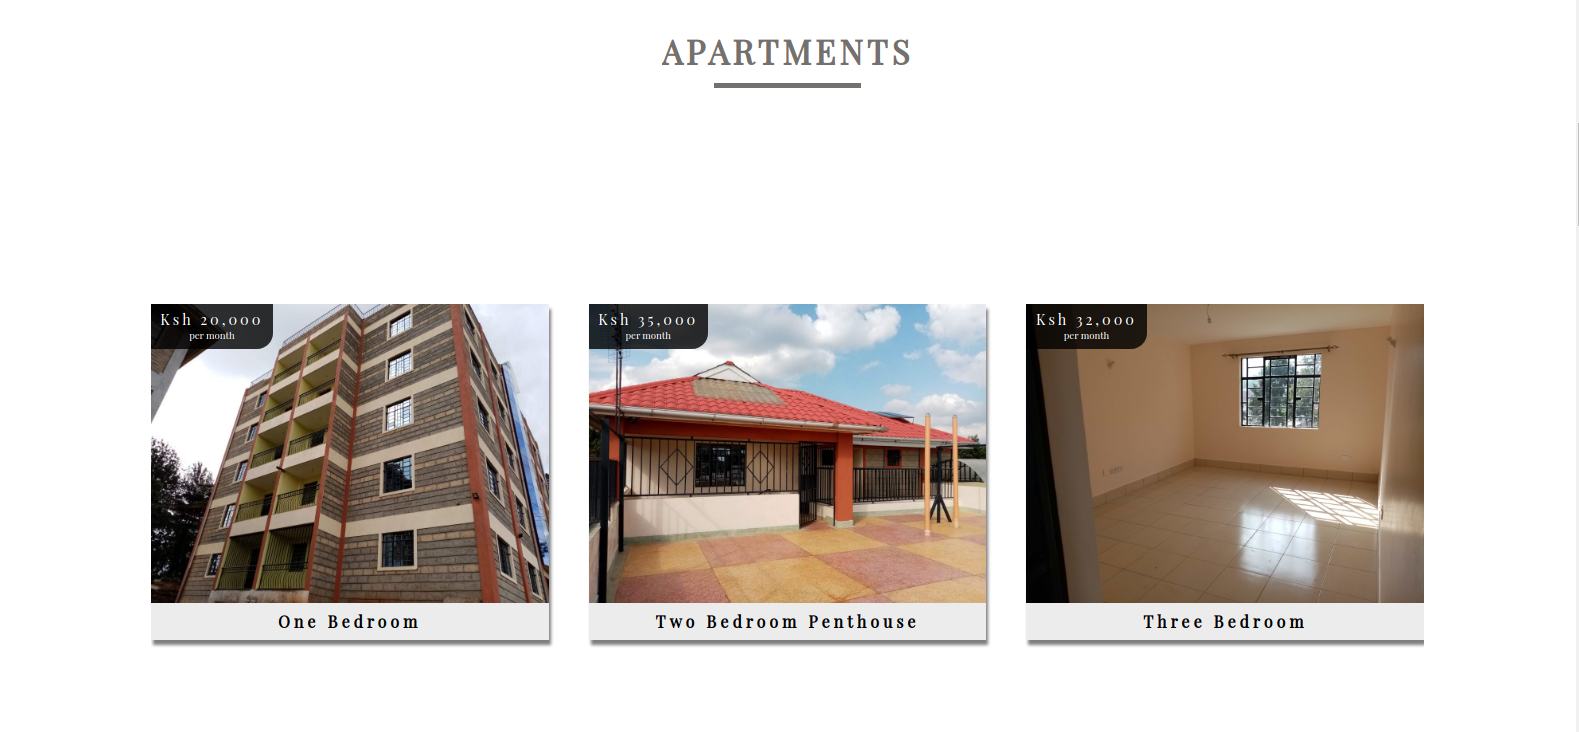 APARTMENTS
Ksh 20,000
per month
One Bedroom
Ksh 35,000
per month
Two Bedroom Penthouse
Ksh 32,000
per month
Three Bedroom